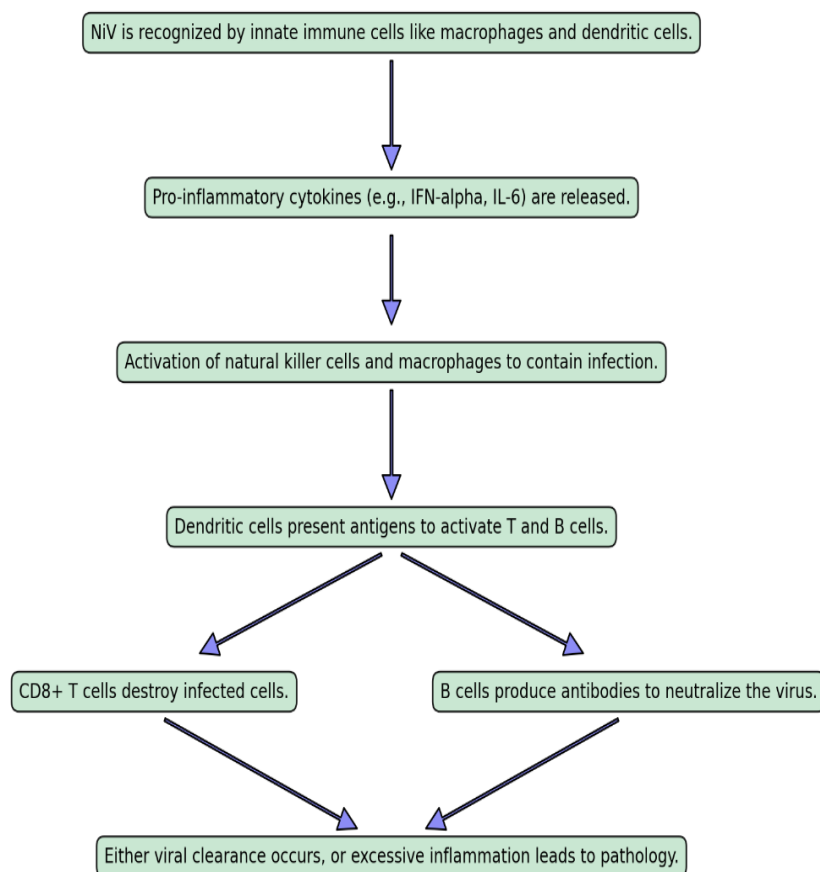 NiV is recognized by innate immune cells like macrophages and dendritic cells.
Pro-inflammatory cytokines (e.g., IFN-alpha, IL-6) are released.
Activation of natural killer cells and macrophages to contain infection.
Dendritic cells present antigens to activate T and B cells.
CD8+ T cells destroy infected cells.
B cells produce antibodies to neutralize the virus.
Either viral clearance occurs, or excessive inflammation leads to pathology.